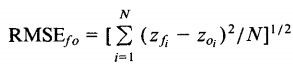 RMSE_{fo} = [\sum_{i=1}^{N} (z_{f_i} - z_{o_i})^2/N]^{1/2}